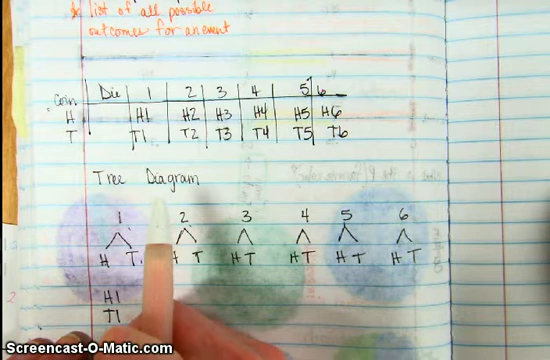 list of all possible
outcomes for an event
Die 1 2 3 4 5 6
Coin
H H1 H2 H3 H4 H5 H6
T T1 T2 T3 T4 T5 T6
Tree Diagram
1 2 3 4 5 6
H T H T H T H T H T H T
H1
T1
Screencast-O-Matic.com